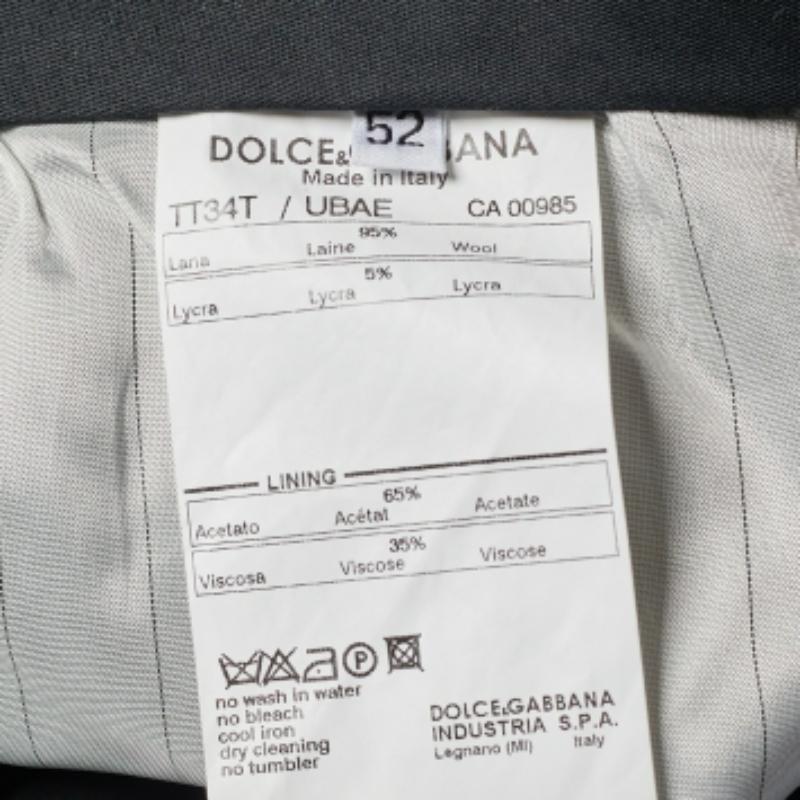 52
DOLCE& ANA
Made in Italy
TT34T / UBAE CA 00985
95%
Lana Laine Wool
5%
Lycra Lycra Lycra
LINING
65%
Acetato Acétat Acetate
35%
Viscosa Viscose Viscose
P
no wash in water
no bleach
cool iron
dry cleaning
no tumbler
DOLCE&GABBANA
INDUSTRIA S.P.A.
Legnano (MI) Italy